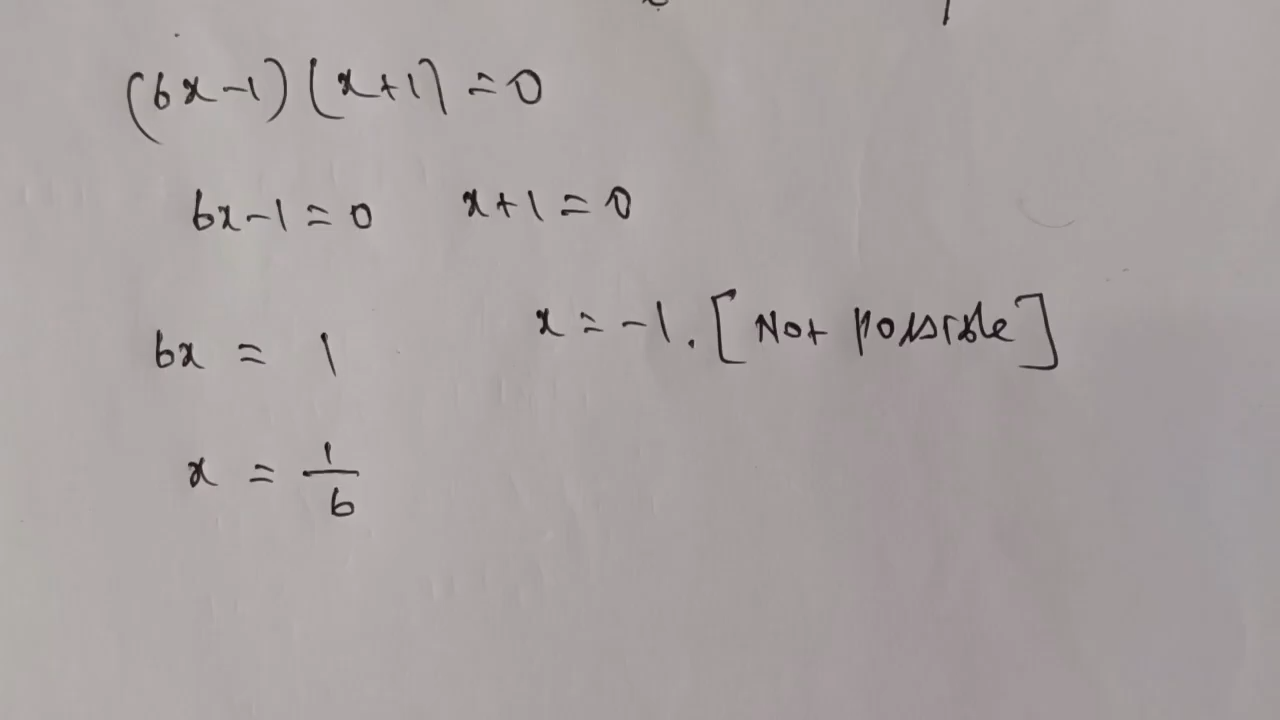 (6x-1)(x+1)=0
6x-1=0 x+1=0
6x = 1 x=-1. [Not possible]
x = 1/6